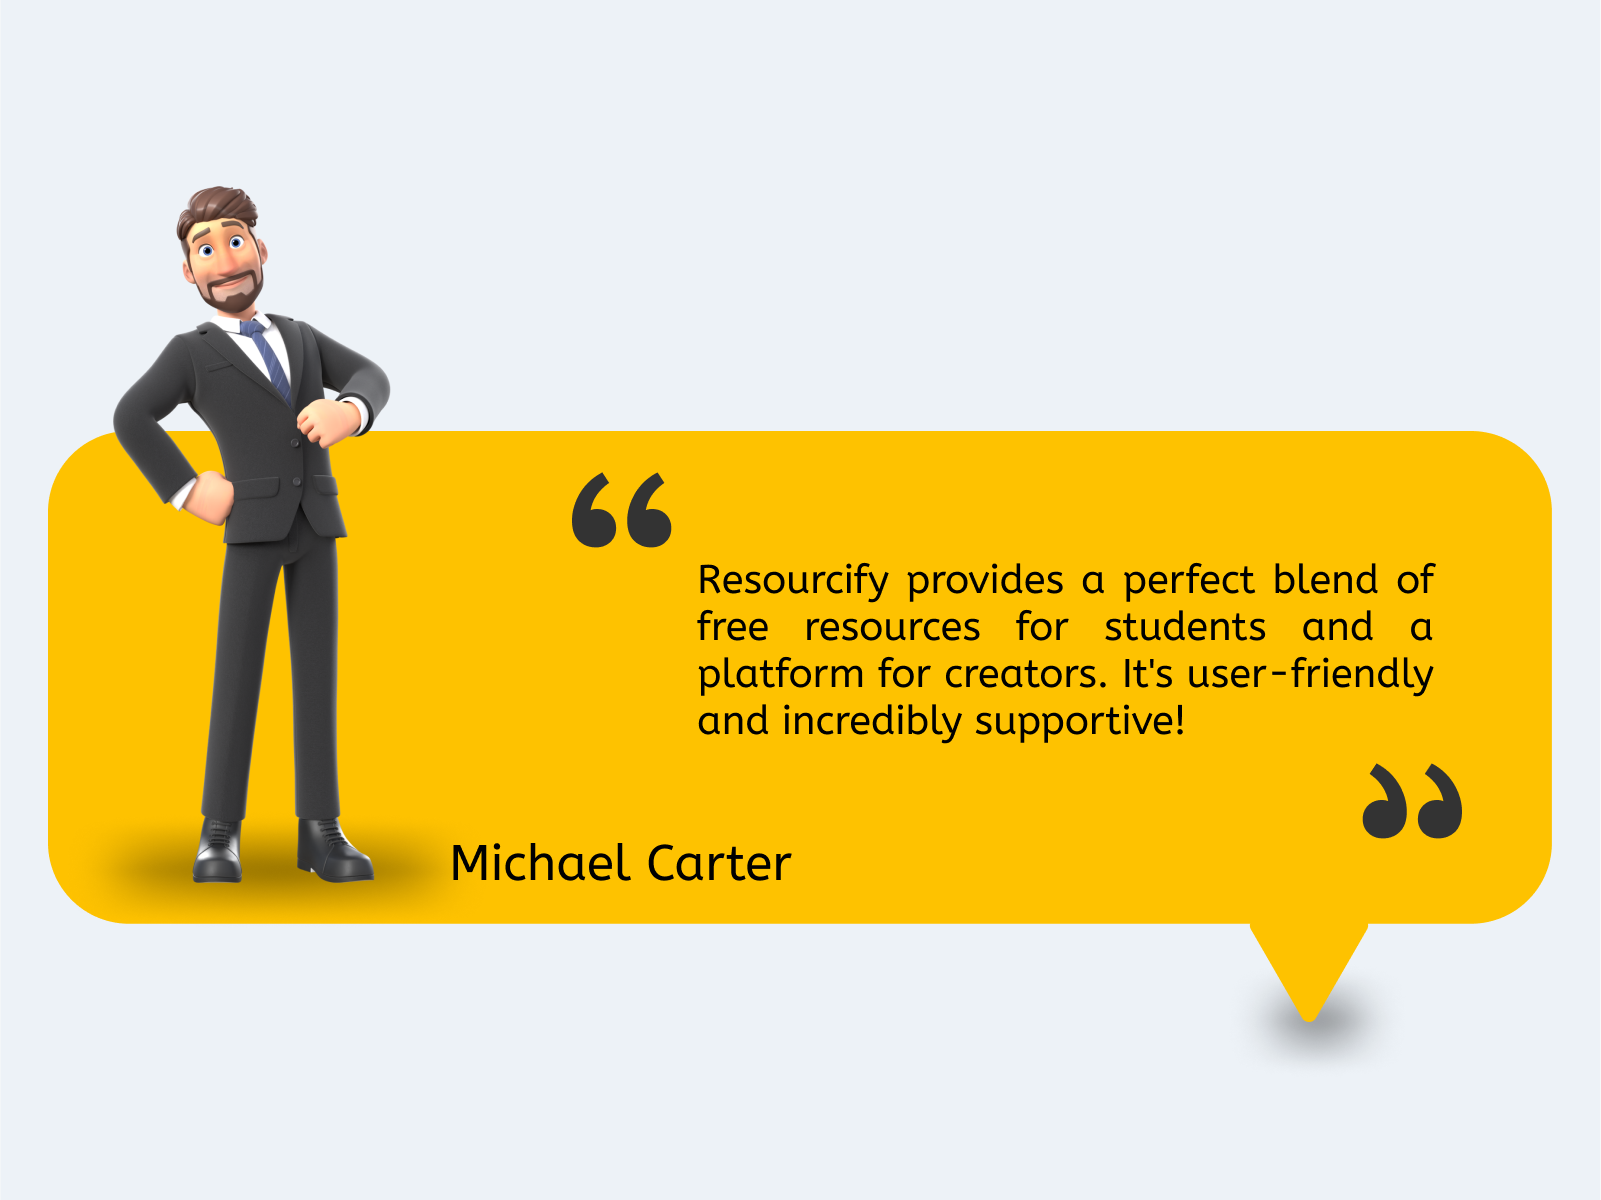 “
Resourcify provides a perfect blend of
free resources for students and a
platform for creators. It's user-friendly
and incredibly supportive!
”
Michael Carter